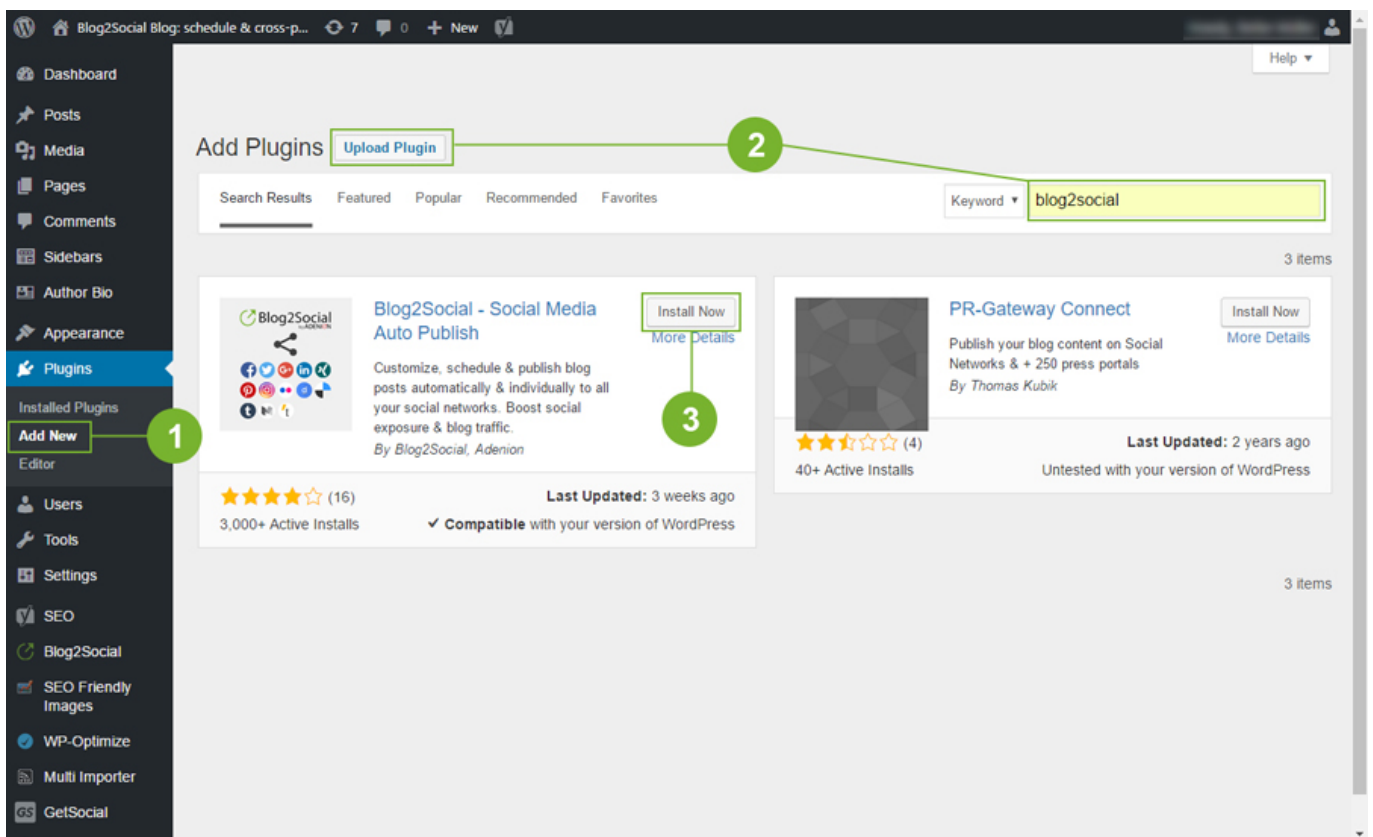 Blog2Social Blog: schedule & cross-p... 7 0 + New
Help ▼
Dashboard
Posts
Media
Pages
Comments
Sidebars
Author Bio
Appearance
Plugins
Installed Plugins
Add New
Editor
Users
Tools
Settings
SEO
Blog2Social
SEO Friendly
Images
WP-Optimize
Multi Importer
GS GetSocial
1
Add Plugins Upload Plugin
2
Search Results Featured Popular Recommended Favorites
Keyword ▼ blog2social
3 items
Blog2Social
by ADENION
Blog2Social - Social Media
Auto Publish
Customize, schedule & publish blog
posts automatically & individually to all
your social networks. Boost social
exposure & blog traffic.
By Blog2Social, Adenion
Install Now
More Details
3
(16)
3,000+ Active Installs
Last Updated: 3 weeks ago
✓ Compatible with your version of WordPress
PR-Gateway Connect
Publish your blog content on Social
Networks & + 250 press portals
By Thomas Kubik
Install Now
More Details
(4)
40+ Active Installs
Last Updated: 2 years ago
Untested with your version of WordPress
3 items